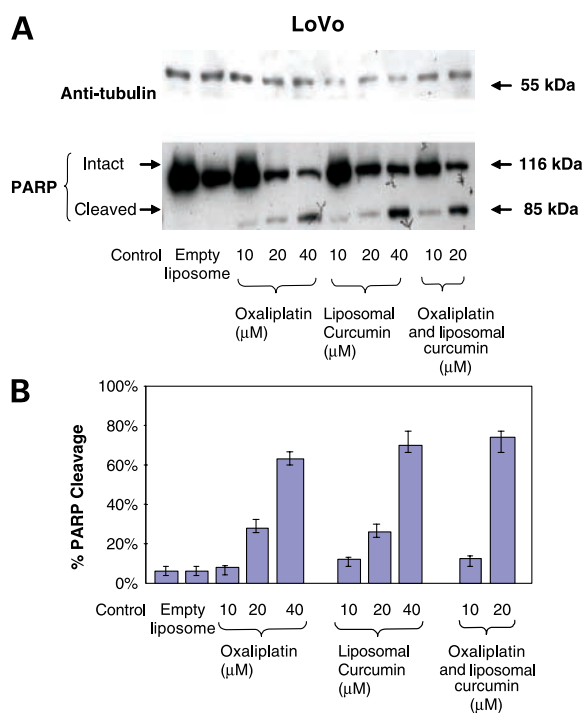 A
LoVo
Anti-tubulin
55 kDa
PARP
Intact
116 kDa
Cleaved
85 kDa
Control Empty liposome 10 20 40 10 20 40 10 20
Oxaliplatin (µM)
Liposomal Curcumin (µM)
Oxaliplatin and liposomal curcumin (µM)
B
% PARP Cleavage
100%
80%
60%
40%
20%
0%
Control Empty liposome 10 20 40 10 20 40 10 20
Oxaliplatin (µM)
Liposomal Curcumin (µM)
Oxaliplatin and liposomal curcumin (µM)